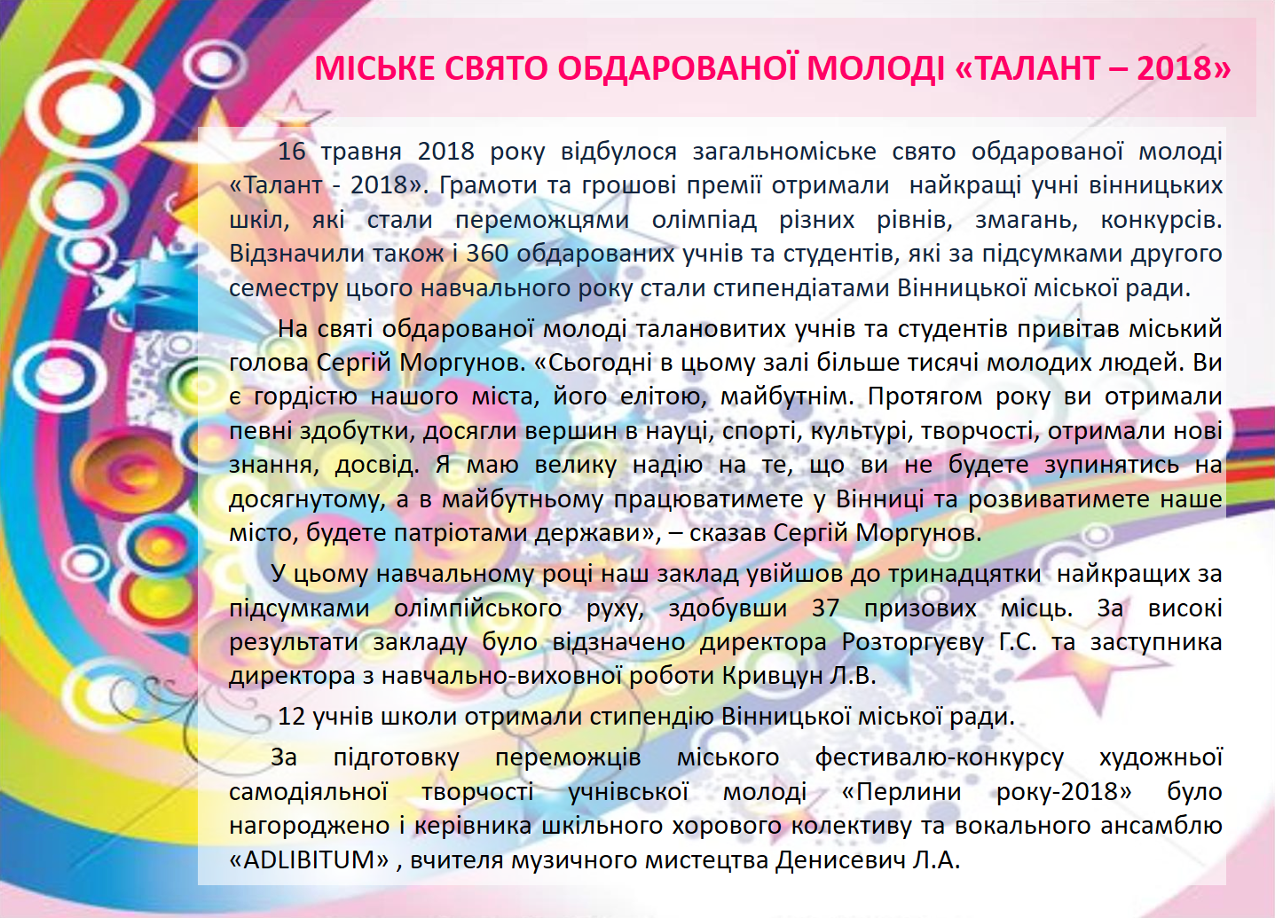 МІСЬКЕ СВЯТО ОБДАРОВАНОЇ МОЛОДІ «ТАЛАНТ – 2018»
16 травня 2018 року відбулося загальноміське свято обдарованої молоді
«Талант - 2018». Грамоти та грошові премії отримали найкращі учні вінницьких
шкіл, які стали переможцями олімпіад різних рівнів, змагань, конкурсів.
Відзначили також і 360 обдарованих учнів та студентів, які за підсумками другого
семестру цього навчального року стали стипендіатами Вінницької міської ради.
На святі обдарованої молоді талановитих учнів та студентів привітав міський
голова Сергій Моргунов. «Сьогодні в цьому залі більше тисячі молодих людей. Ви
є гордістю нашого міста, його елітою, майбутнім. Протягом року ви отримали
певні здобутки, досягли вершин в науці, спорті, культурі, творчості, отримали нові
знання, досвід. Я маю велику надію на те, що ви не будете зупинятись на
досягнутому, а в майбутньому працюватимете у Вінниці та розвиватимете наше
місто, будете патріотами держави», – сказав Сергій Моргунов.
У цьому навчальному році наш заклад увійшов до тринадцятки найкращих за
підсумками олімпійського руху, здобувши 37 призових місць. За високі
результати закладу було відзначено директора Розторгуєву Г.С. та заступника
директора з навчально-виховної роботи Кривцун Л.В.
12 учнів школи отримали стипендію Вінницької міської ради.
За підготовку переможців міського фестивалю-конкурсу художньої
самодіяльної творчості учнівської молоді «Перлини року-2018» було
нагороджено і керівника шкільного хорового колективу та вокального ансамблю
«ADLIBITUM» , вчителя музичного мистецтва Денисевич Л.А.